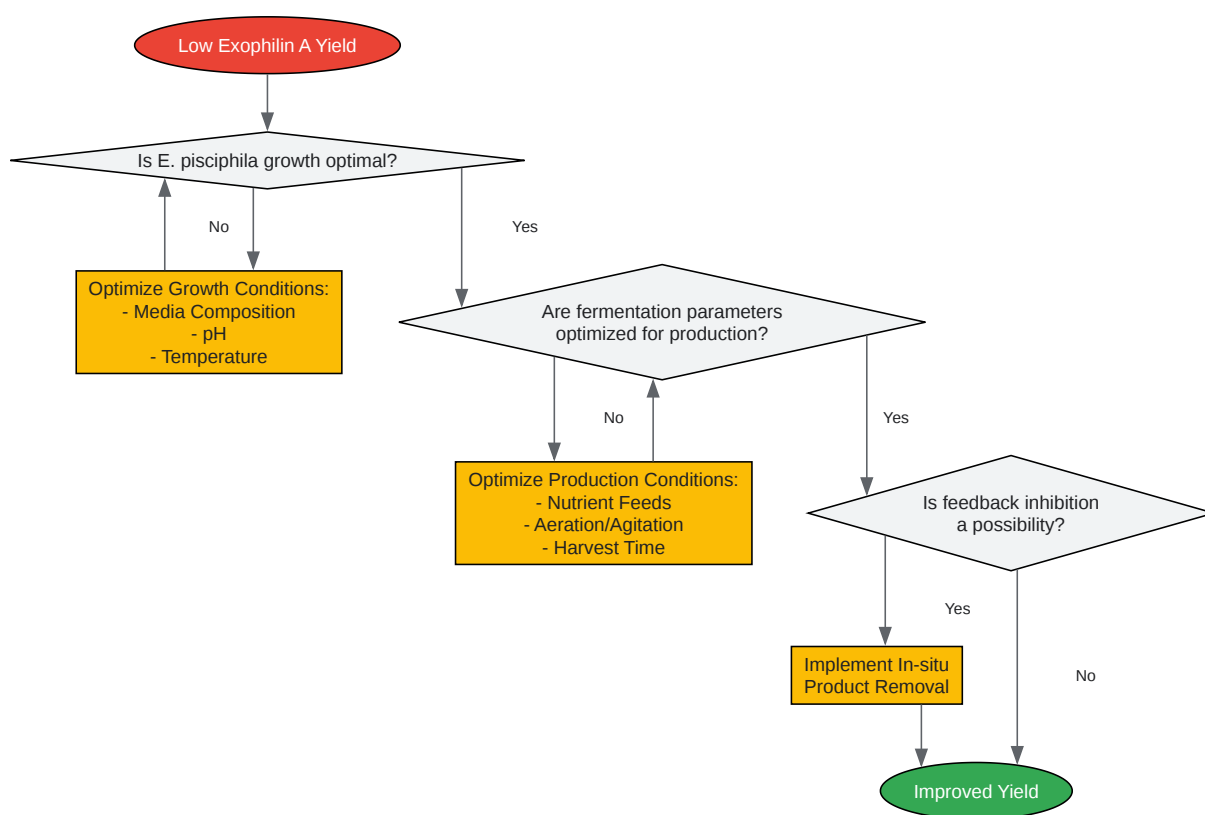 Low Exophilin A Yield
Is E. pisciphila growth optimal?
No
Yes
Optimize Growth Conditions:
- Media Composition
- pH
- Temperature
Are fermentation parameters
optimized for production?
No
Yes
Optimize Production Conditions:
- Nutrient Feeds
- Aeration/Agitation
- Harvest Time
Is feedback inhibition
a possibility?
Yes
No
Implement In-situ
Product Removal
Improved Yield